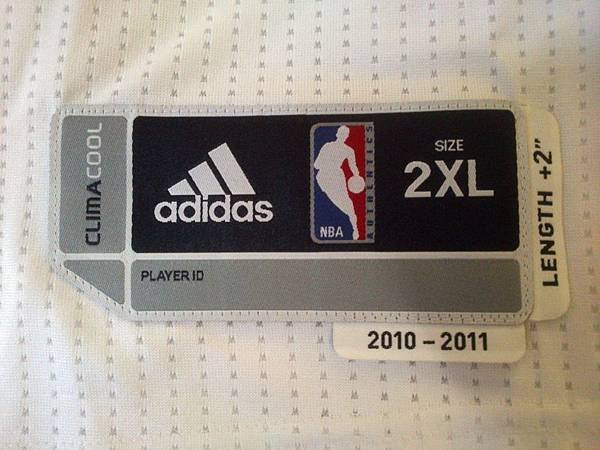 CLIMACOOL
adidas
NBA
AUTHENTICS
SIZE
2XL
LENGTH +2"
PLAYER ID
2010 – 2011